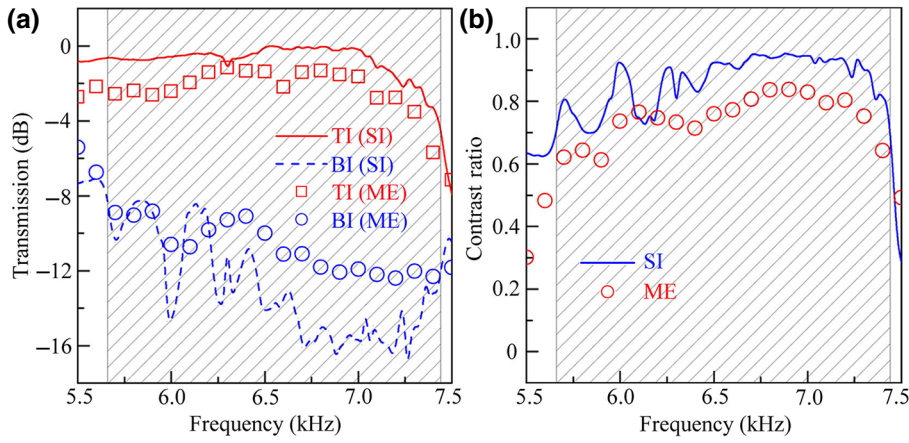 (a)
Transmission (dB)
0
−4
−8
−12
−16
TI (SI)
BI (SI)
TI (ME)
BI (ME)
5.5 6.0 6.5 7.0 7.5
Frequency (kHz)
(b)
Contrast ratio
1.0
0.8
0.6
0.4
0.2
0
SI
ME
5.5 6.0 6.5 7.0 7.5
Frequency (kHz)